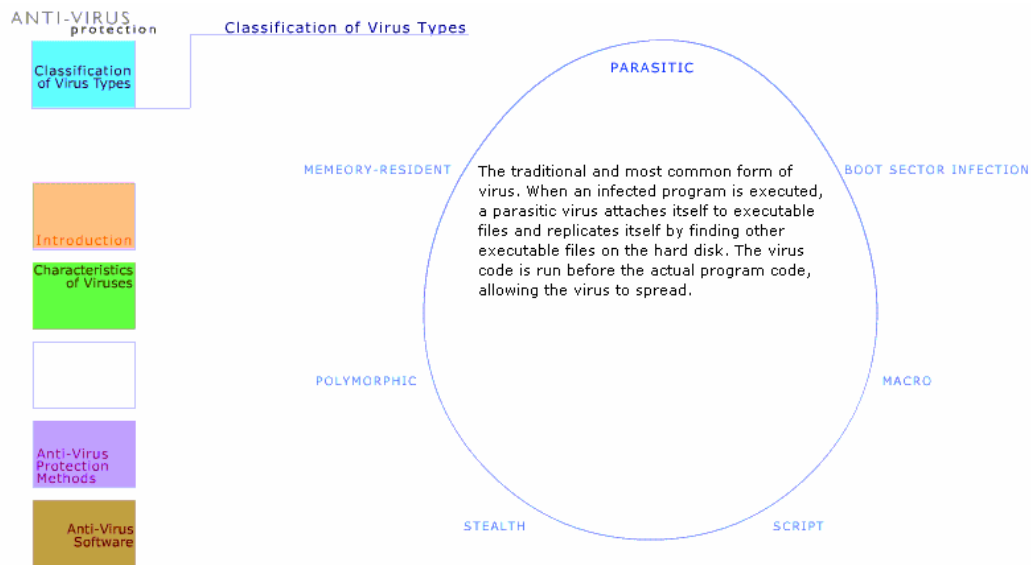 ANTI-VIRUS
protection
Classification of Virus Types
Classification
of Virus Types
PARASITIC
MEMEORY-RESIDENT
BOOT SECTOR INFECTION
The traditional and most common form of
virus. When an infected program is executed,
a parasitic virus attaches itself to executable
files and replicates itself by finding other
executable files on the hard disk. The virus
code is run before the actual program code,
allowing the virus to spread.
Introduction
Characteristics
of Viruses
POLYMORPHIC
MACRO
Anti-Virus
Protection
Methods
STEALTH
SCRIPT
Anti-Virus
Software